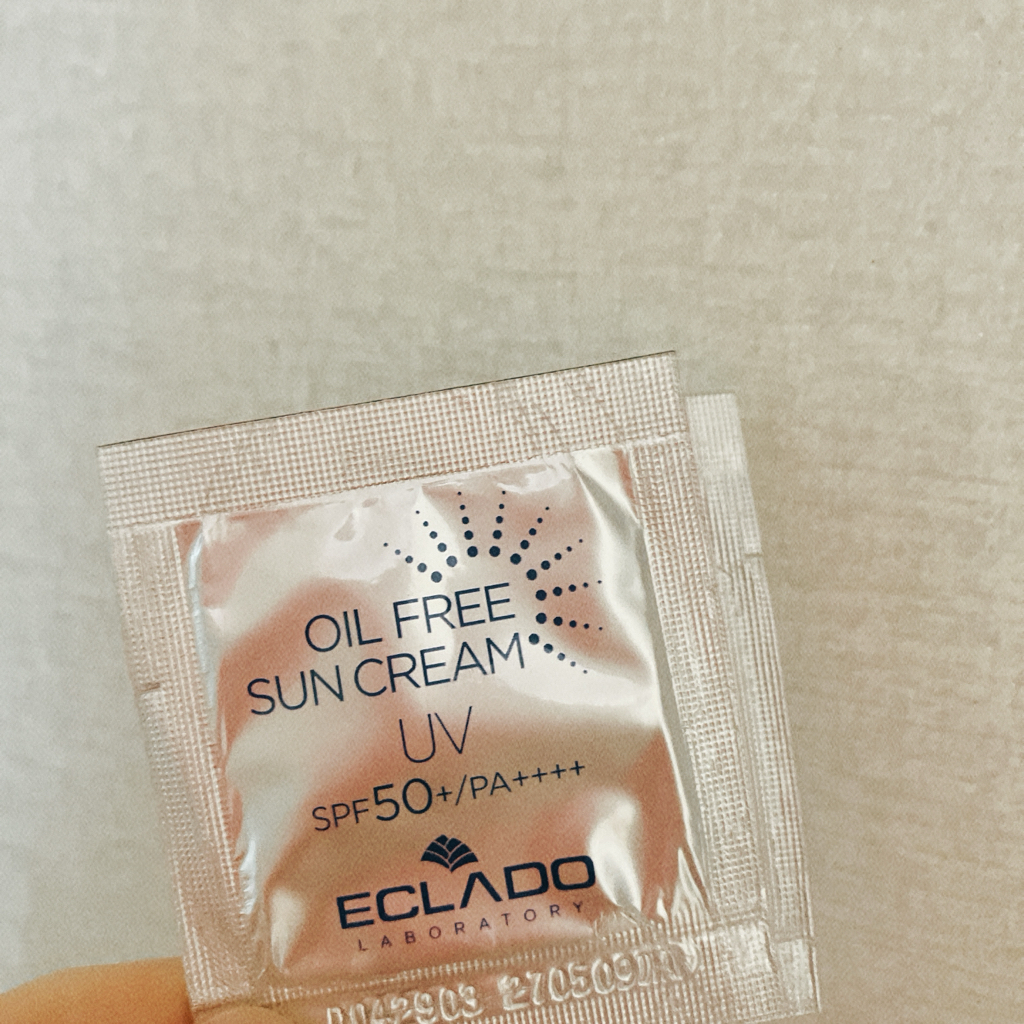 OIL FREE
SUN CREAM
UV
SPF50+/PA++++
ECLADO
LABORATORY